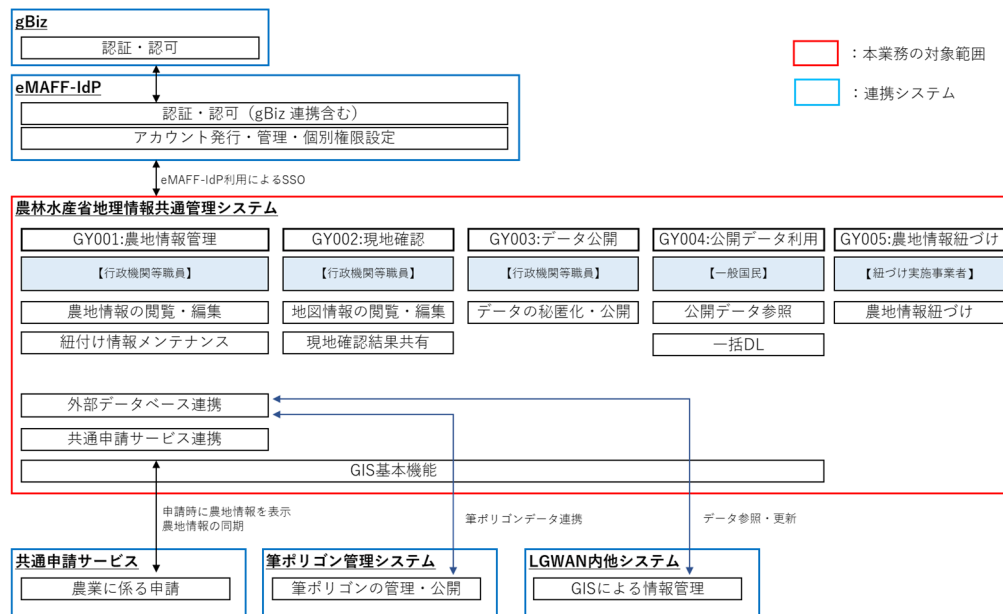 gBiz
認証・認可
：本業務の対象範囲
eMAFF-IdP
：連携システム
認証・認可（gBiz 連携含む）
アカウント発行・管理・個別権限設定
eMAFF-IdP利用によるSSO
農林水産省地理情報共通管理システム
GY001:農地情報管理
GY002:現地確認
GY003:データ公開
GY004:公開データ利用
GY005:農地情報紐づけ
【行政機関等職員】
【行政機関等職員】
【行政機関等職員】
【一般国民】
【紐づけ実施事業者】
農地情報の閲覧・編集
地図情報の閲覧・編集
データの秘匿化・公開
公開データ参照
農地情報紐づけ
紐付け情報メンテナンス
現地確認結果共有
一括DL
外部データベース連携
共通申請サービス連携
GIS基本機能
申請時に農地情報を表示
農地情報の同期
筆ポリゴンデータ連携
データ参照・更新
共通申請サービス
筆ポリゴン管理システム
LGWAN内他システム
農業に係る申請
筆ポリゴンの管理・公開
GISによる情報管理